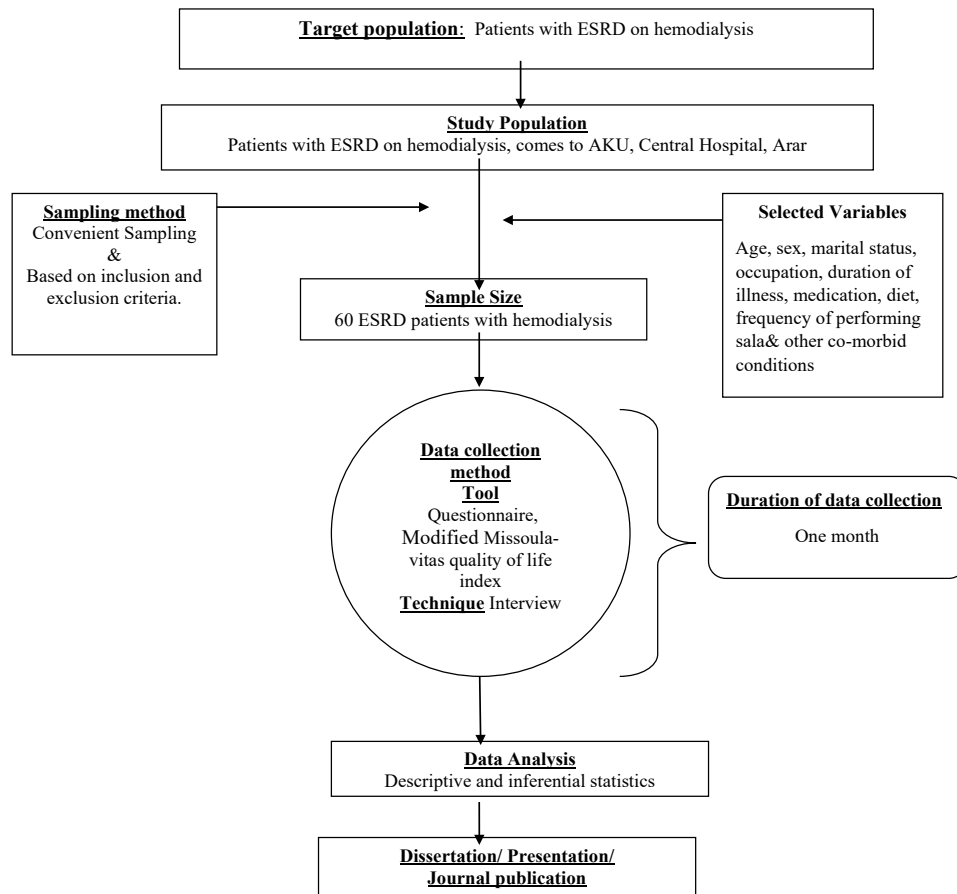 Target population: Patients with ESRD on hemodialysis
Study Population
Patients with ESRD on hemodialysis, comes to AKU, Central Hospital, Arar
Sampling method
Convenient Sampling
&
Based on inclusion and
exclusion criteria.
Selected Variables
Age, sex, marital status,
occupation, duration of
illness, medication, diet,
frequency of performing
sala& other co-morbid
conditions
Sample Size
60 ESRD patients with hemodialysis
Data collection
method
Tool
Questionnaire,
Modified Missoula-
vitas quality of life
index
Technique Interview
Duration of data collection
One month
Data Analysis
Descriptive and inferential statistics
Dissertation/ Presentation/
Journal publication